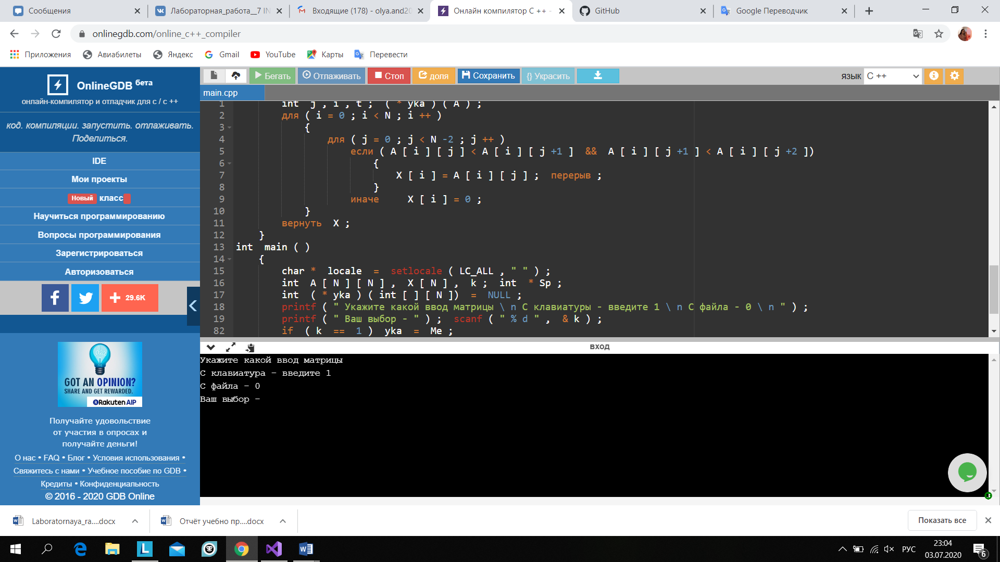 Сообщения
Лабораторная_работа__7 IN
Входящие (178) - olya.and20
Онлайн компилятор C ++ -
GitHub
Google Переводчик
onlinegdb.com/online_c++_compiler
Приложения
Авиабилеты
Яндекс
Gmail
YouTube
Карты
Перевести
OnlineGDB бета
онлайн-компилятор и отладчик для с / с ++
код. компиляции. запустить. отлаживать.
Поделиться.
IDE
Мои проекты
Новый класс
Научиться программированию
Вопросы программирования
Зарегистрироваться
Авторизоваться
29.6K
GOT AN OPINION?
SHARE AND GET REWARDED.
Rakuten AIP
Получайте удовольствие
от участия в опросах и
получайте деньги!
О нас • FAQ • Блог • Условия использования •
Свяжитесь с нами • Учебное пособие по GDB •
Кредиты • Конфиденциальность
© 2016 - 2020 GDB Online
Бегать
Отлаживать
Стоп
доля
Сохранить
{} Украсить
язык C ++
main.cpp
1 int j , i , t ; ( * yka ) ( A ) ;
2 для ( i = 0 ; i < N ; i ++ )
3 {
4 для ( j = 0 ; j < N -2 ; j ++ )
5 если ( A [ i ] [ j ] < A [ i ] [ j +1 ] && A [ i ] [ j +1 ] < A [ i ] [ j +2 ])
6 {
7 X [ i ] = A [ i ] [ j ] ; перерыв ;
8 }
9 иначе X [ i ] = 0 ;
10 }
11 вернуть X ;
12 }
13 int main ( )
14 {
15 char * locale = setlocale ( LC_ALL , " " ) ;
16 int A [ N ] [ N ] , X [ N ] , k ; int * Sp ;
17 int ( * yka ) ( int [ ] [ N ]) = NULL ;
18 printf ( " Укажите какой ввод матрицы \ n С клавиатуры - введите 1 \ n С файла - 0 \ n " ) ;
19 printf ( " Ваш выбор - " ) ; scanf ( " % d " , & k ) ;
82 if ( k == 1 ) yka = Me ;
вход
Укажите какой ввод матрицы
С клавиатура - введите 1
С файла - 0
Ваш выбор -
Laboratornaya_ra....docx
Отчёт учебно пр....docx
Показать все
L
РУС
23:04
03.07.2020
6